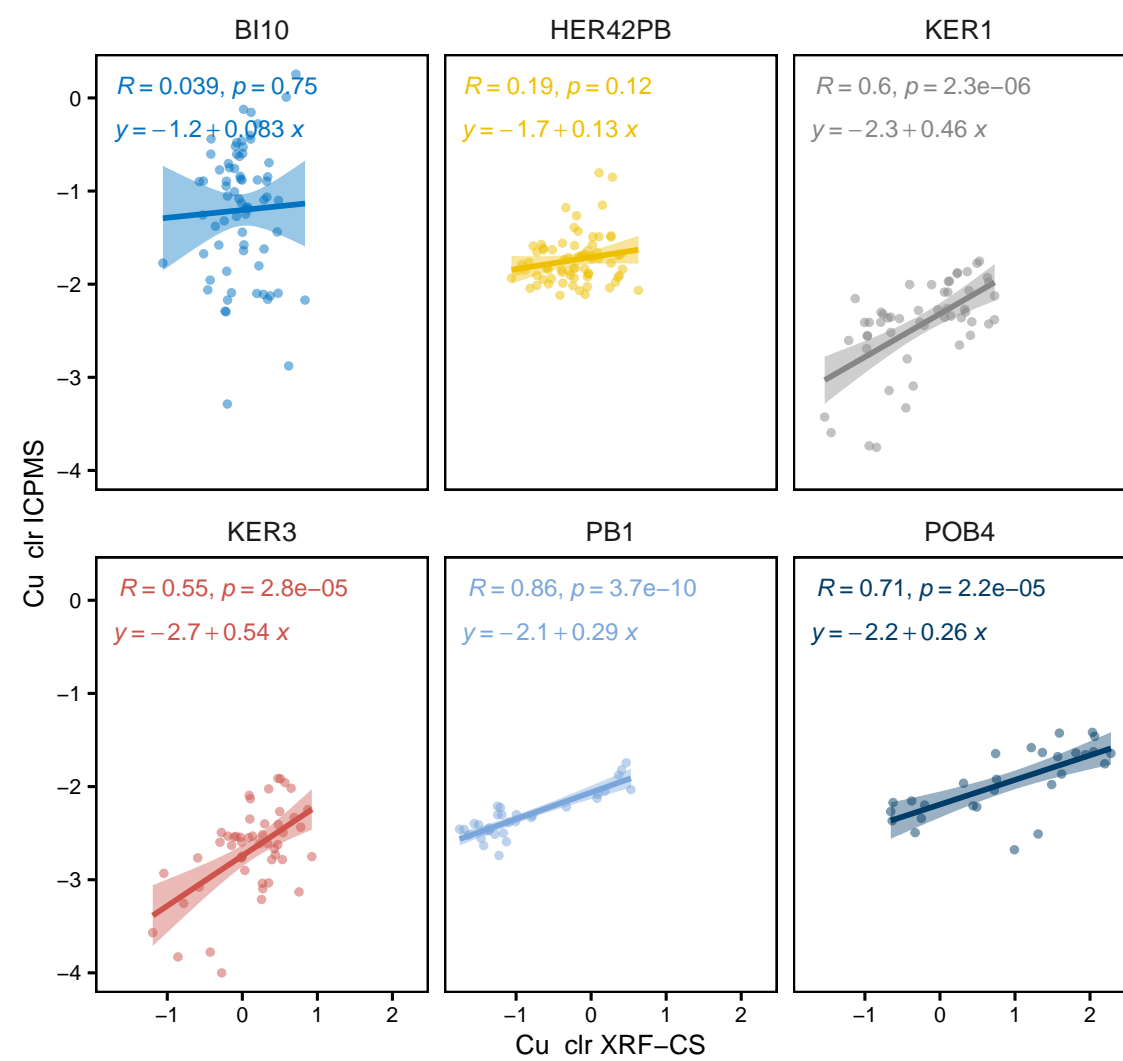 BI10 HER42PB KER1
R = 0.039, p = 0.75
y = −1.2 + 0.083 x
R = 0.19, p = 0.12
y = −1.7 + 0.13 x
R = 0.6, p = 2.3e−06
y = −2.3 + 0.46 x
0
−1
−2
−3
−4
Cu clr ICPMS
KER3 PB1 POB4
R = 0.55, p = 2.8e−05
y = −2.7 + 0.54 x
R = 0.86, p = 3.7e−10
y = −2.1 + 0.29 x
R = 0.71, p = 2.2e−05
y = −2.2 + 0.26 x
0
−1
−2
−3
−4
−1 0 1 2 −1 0 1 2 −1 0 1 2
Cu clr XRF−CS